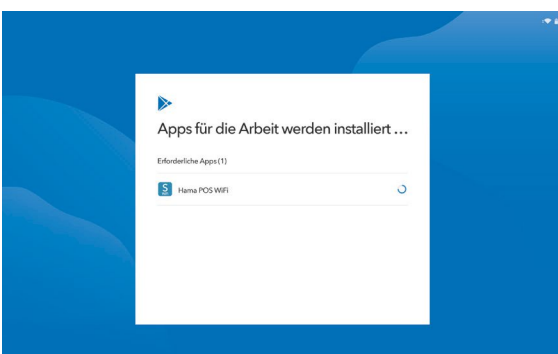 Apps für die Arbeit werden installiert ...
Erforderliche Apps (1)
Hama POS WiFi